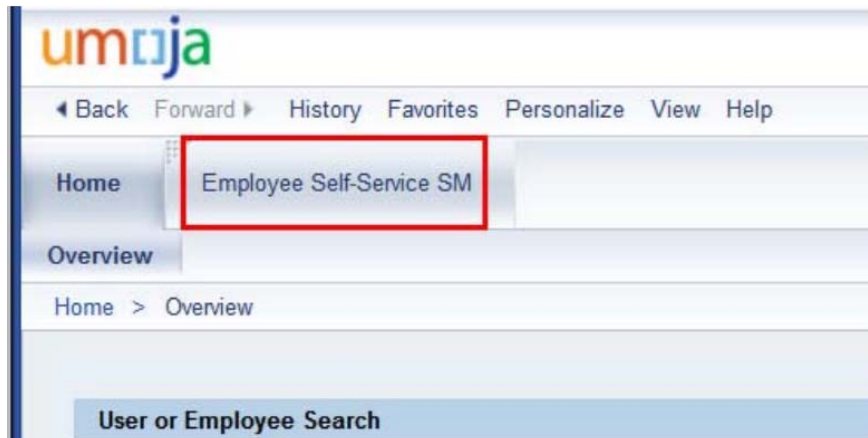 umoja
Back Forward History Favorites Personalize View Help
Home Employee Self-Service SM
Overview
Home > Overview
User or Employee Search